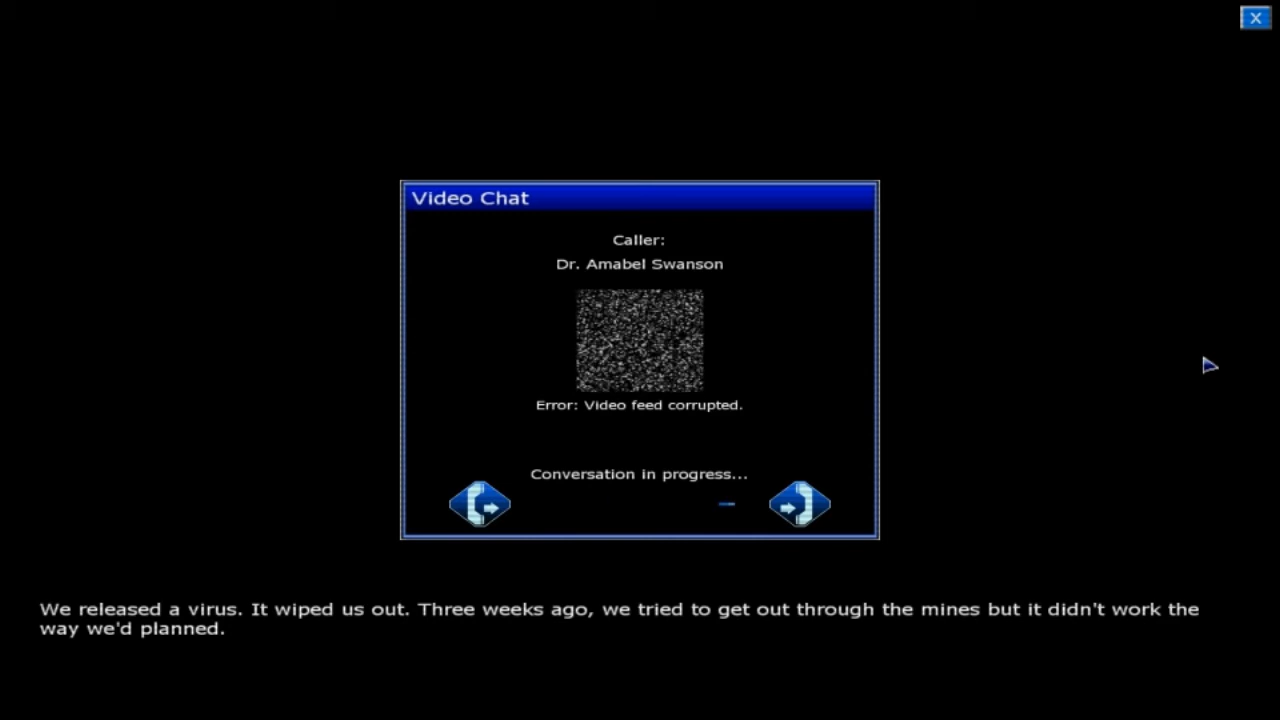 X
Video Chat
Caller:
Dr. Amabel Swanson
Error: Video feed corrupted.
Conversation in progress...
We released a virus. It wiped us out. Three weeks ago, we tried to get out through the mines but it didn't work the
way we'd planned.